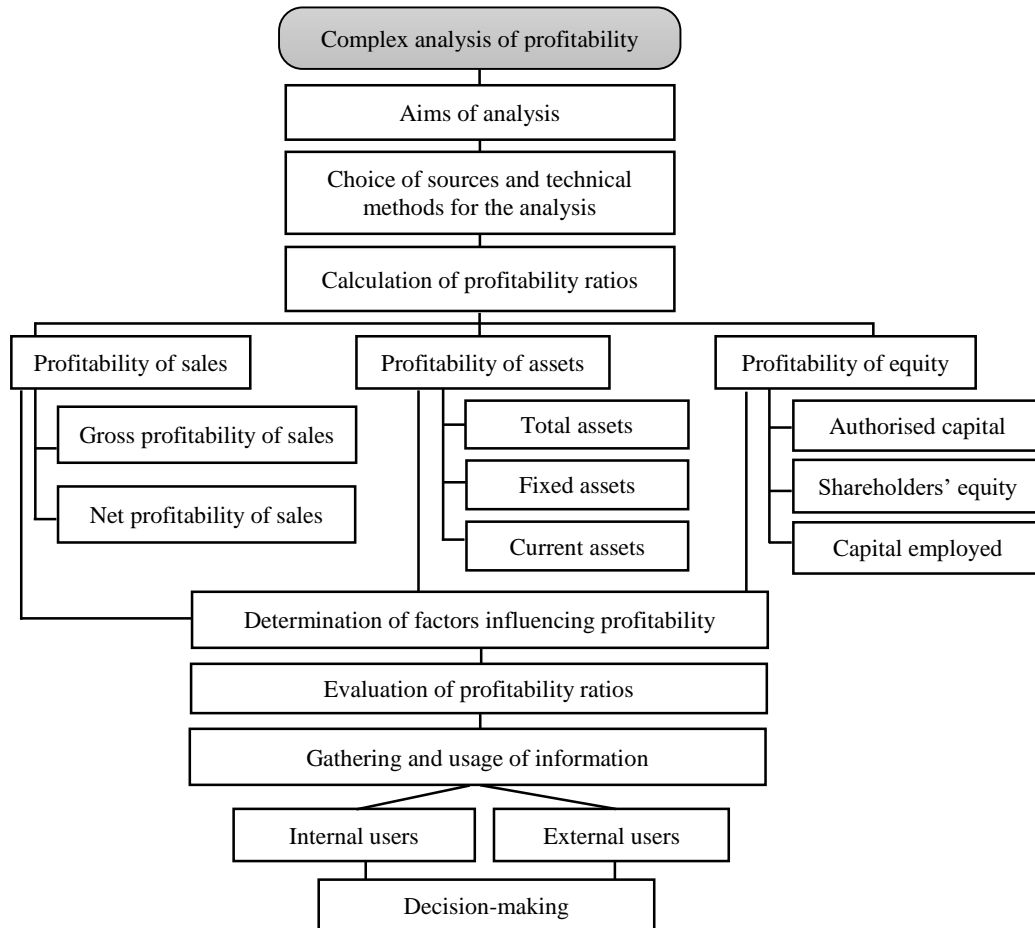 Complex analysis of profitability
Aims of analysis
Choice of sources and technical
methods for the analysis
Calculation of profitability ratios
Profitability of sales
Profitability of assets
Profitability of equity
Gross profitability of sales
Net profitability of sales
Total assets
Fixed assets
Current assets
Authorised capital
Shareholders’ equity
Capital employed
Determination of factors influencing profitability
Evaluation of profitability ratios
Gathering and usage of information
Internal users
External users
Decision-making